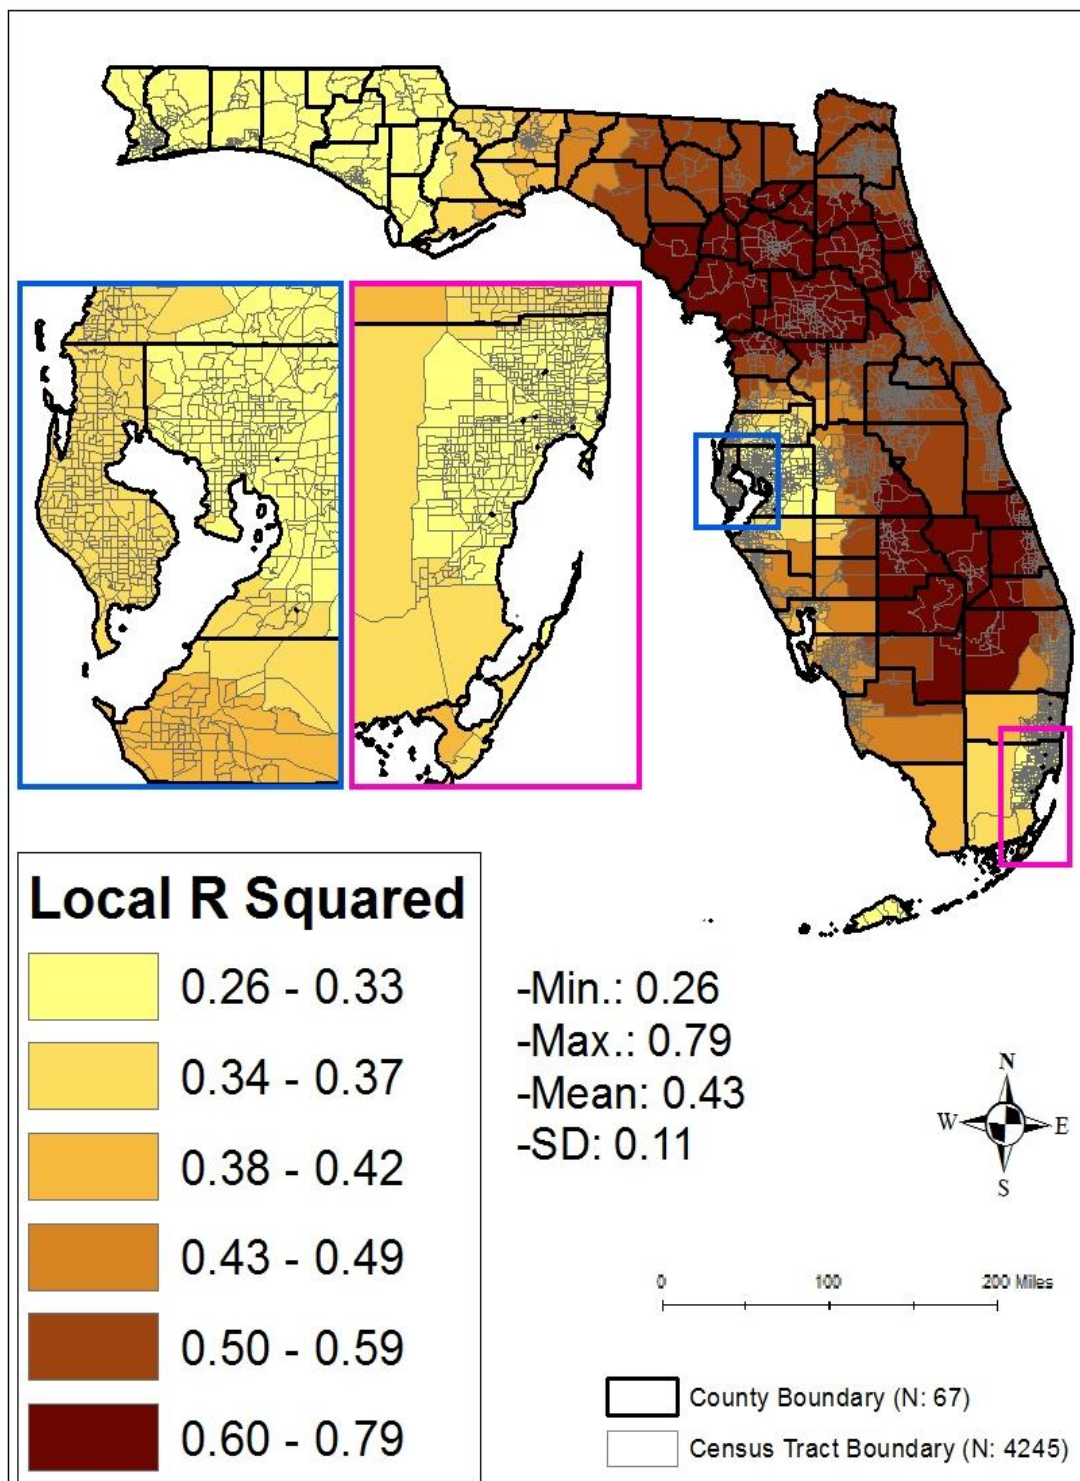 Local R Squared
0.26 - 0.33
0.34 - 0.37
0.38 - 0.42
0.43 - 0.49
0.50 - 0.59
0.60 - 0.79
-Min.: 0.26
-Max.: 0.79
-Mean: 0.43
-SD: 0.11
N
W E
S
0 100 200 Miles
County Boundary (N: 67)
Census Tract Boundary (N: 4245)